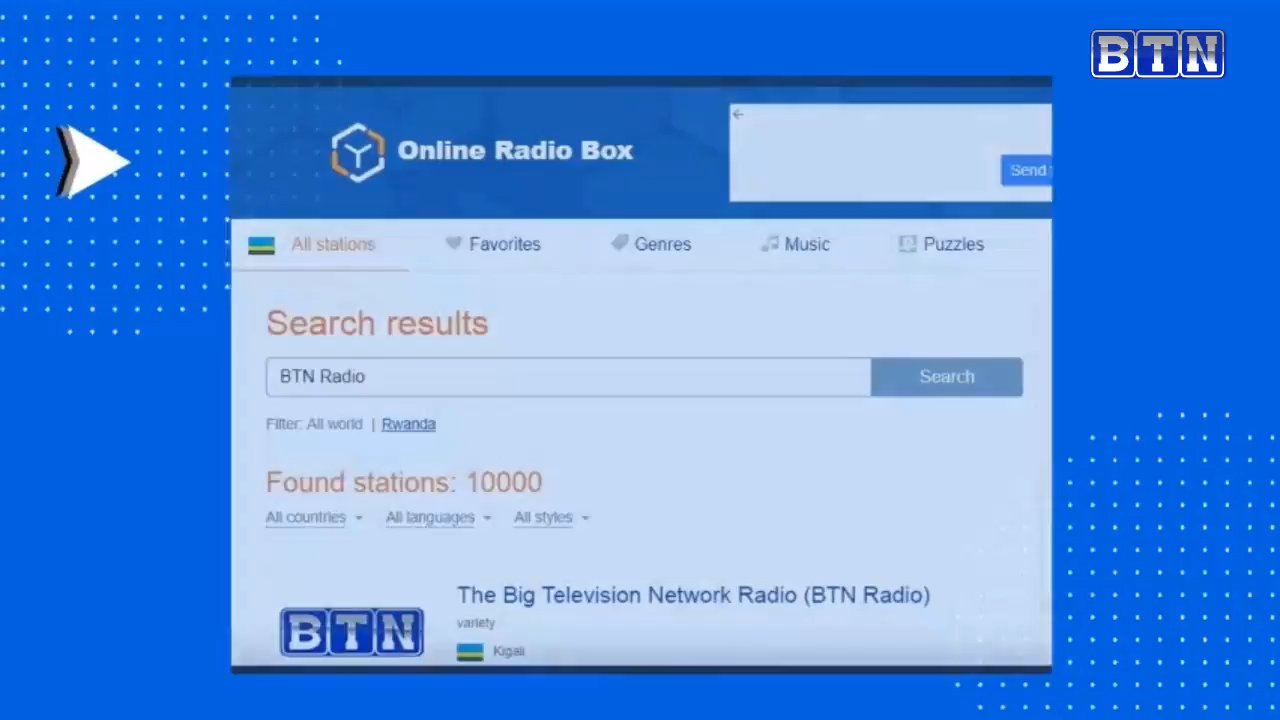 BTN
Online Radio Box
Send
All stations
Favorites
Genres
Music
Puzzles
Search results
BTN Radio
Search
Filter: All world | Rwanda
Found stations: 10000
All countries
All languages
All styles
The Big Television Network Radio (BTN Radio)
variety
BTN
Kigali